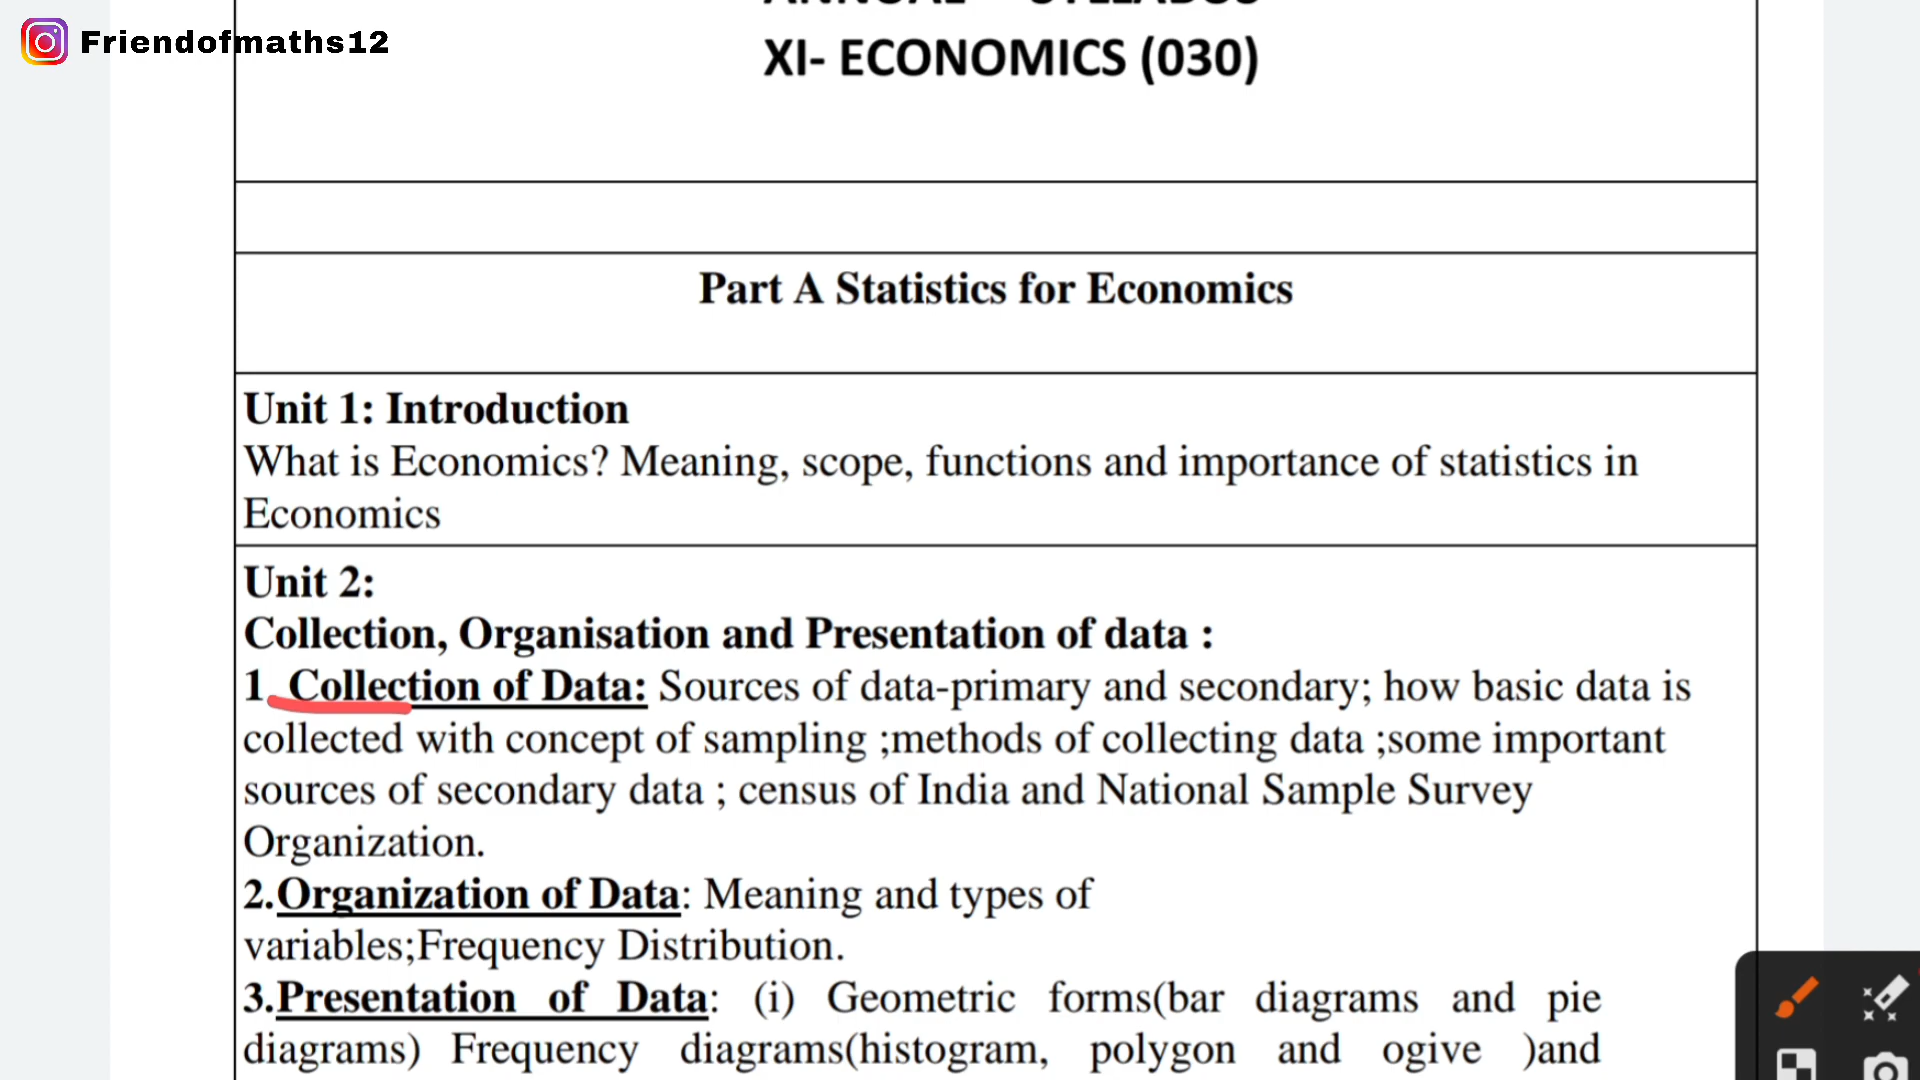 Friendofmaths12
ANNUAL - SYLLABUS
XI- ECONOMICS (030)
Part A Statistics for Economics
Unit 1: Introduction
What is Economics? Meaning, scope, functions and importance of statistics in
Economics
Unit 2:
Collection, Organisation and Presentation of data :
1. Collection of Data: Sources of data-primary and secondary; how basic data is
collected with concept of sampling ;methods of collecting data ;some important
sources of secondary data ; census of India and National Sample Survey
Organization.
2.Organization of Data: Meaning and types of
variables;Frequency Distribution.
3.Presentation of Data: (i) Geometric forms(bar diagrams and pie
diagrams) Frequency diagrams(histogram, polygon and ogive )and